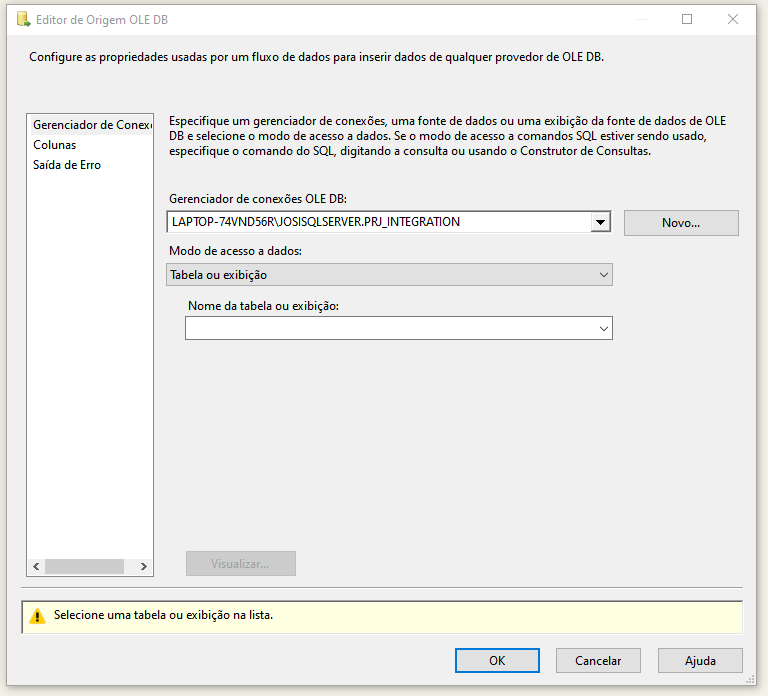 Editor de Origem OLE DB
Configure as propriedades usadas por um fluxo de dados para inserir dados de qualquer provedor de OLE DB.
Gerenciador de Conex
Colunas
Saída de Erro
Especifique um gerenciador de conexões, uma fonte de dados ou uma exibição da fonte de dados de OLE
DB e selecione o modo de acesso a dados. Se o modo de acesso a comandos SQL estiver sendo usado,
especifique o comando do SQL, digitando a consulta ou usando o Construtor de Consultas.
Gerenciador de conexões OLE DB:
LAPTOP-74VND56R\JOSISQLSERVER.PRJ_INTEGRATION
Novo...
Modo de acesso a dados:
Tabela ou exibição
Nome da tabela ou exibição:
Visualizar...
Selecione uma tabela ou exibição na lista.
OK
Cancelar
Ajuda